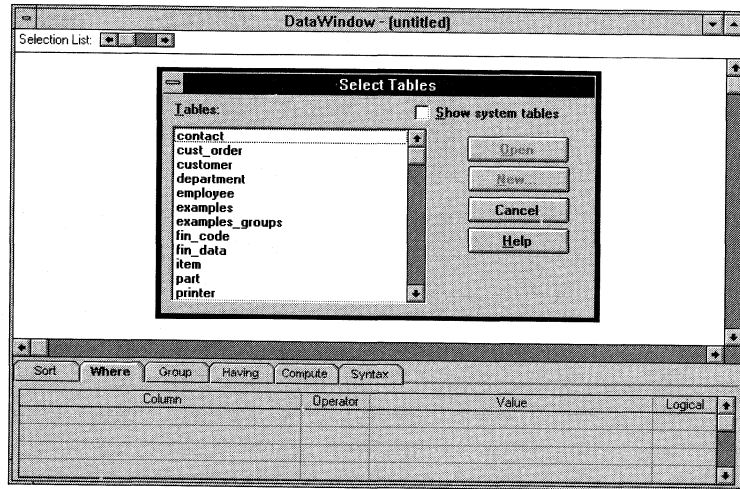 DataWindow - (untitled)
Selection List:
Select Tables
Tables:
Show system tables
contact
cust_order
customer
department
employee
examples
examples_groups
fin_code
fin_data
item
part
printer
Open
New...
Cancel
Help
Sort Where Group Having Compute Syntax
Column Operator Value Logical